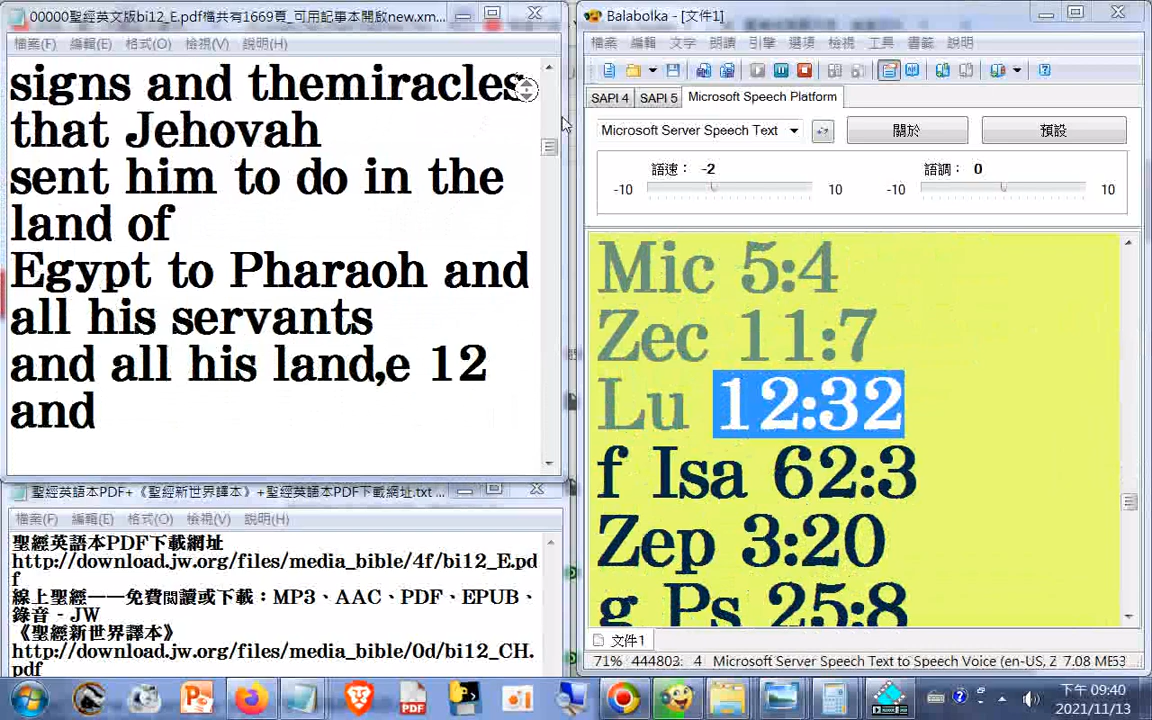 00000聖經英文版bi12_E.pdf檔共有1669頁_可用記事本開啟new.xm...
檔案(F) 編輯(E) 格式(O) 檢視(V) 說明(H)
signs and themiracles
that Jehovah
sent him to do in the
land of
Egypt to Pharaoh and
all his servants
and all his land,e 12
and
聖經英語本PDF+《聖經新世界譯本》+聖經英語本PDF下載網址.txt ...
檔案(F) 編輯(E) 格式(O) 檢視(V) 說明(H)
聖經英語本PDF下載網址
http://download.jw.org/files/media_bible/4f/bi12_E.pd
f
線上聖經──免費閱讀或下載：MP3、AAC、PDF、EPUB、
錄音 - JW
《聖經新世界譯本》
http://download.jw.org/files/media_bible/0d/bi12_CH.
pdf
Balabolka - [文件1]
檔案 編輯 文字 朗讀 引擎 選項 檢視 工具 書籤 說明
SAPI 4 SAPI 5 Microsoft Speech Platform
Microsoft Server Speech Text 關於 預設
語速： -2 語調： 0
-10 10 -10 10
Mic 5:4
Zec 11:7
Lu 12:32
f Isa 62:3
Zep 3:20
g Ps 25:8
文件1
71% 444803: 4 Microsoft Server Speech Text to Speech Voice (en-US, Z 7.08 ME53
下午 09:40
2021/11/13